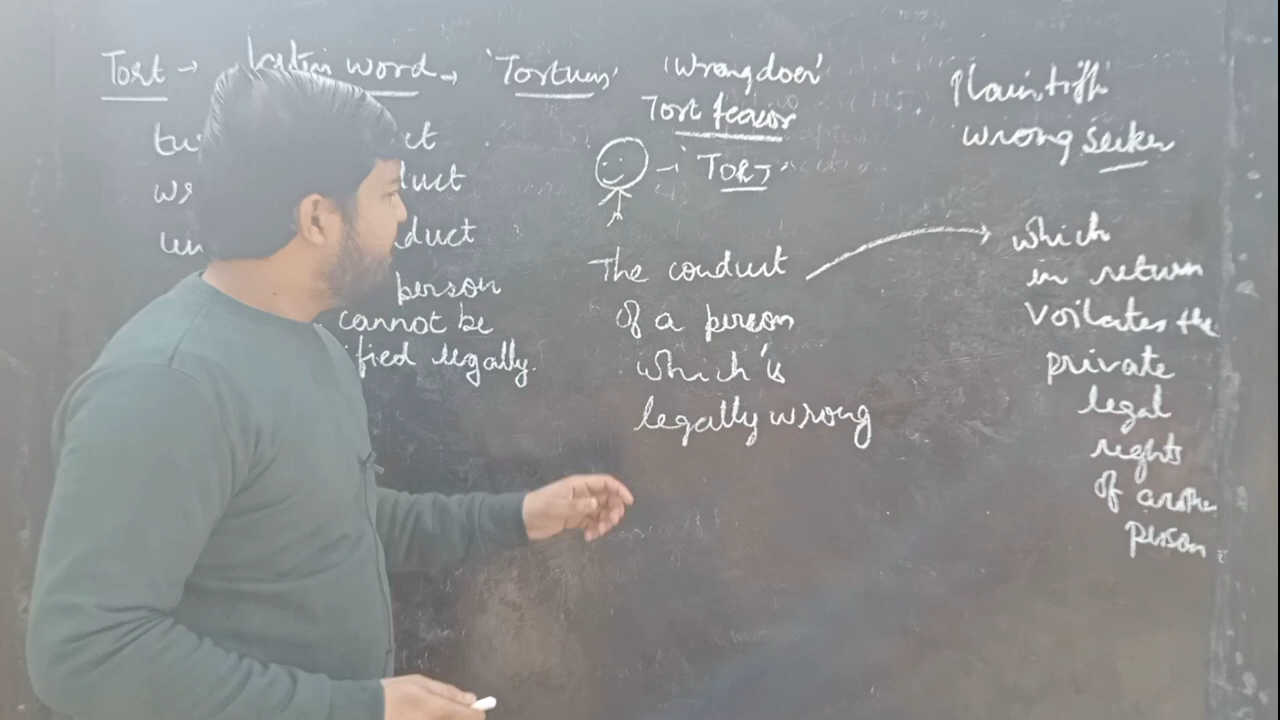 Tort → Latin word → 'Tortum'
person
cannot be
ified legally.
'Wrongdoer'
Tort feasor
→ 'TORT'
The conduct
of a person
which is
legally wrong
Plaintiff
wrong seeker
which
in return
voilates the
private
legal
rights
of another
person.